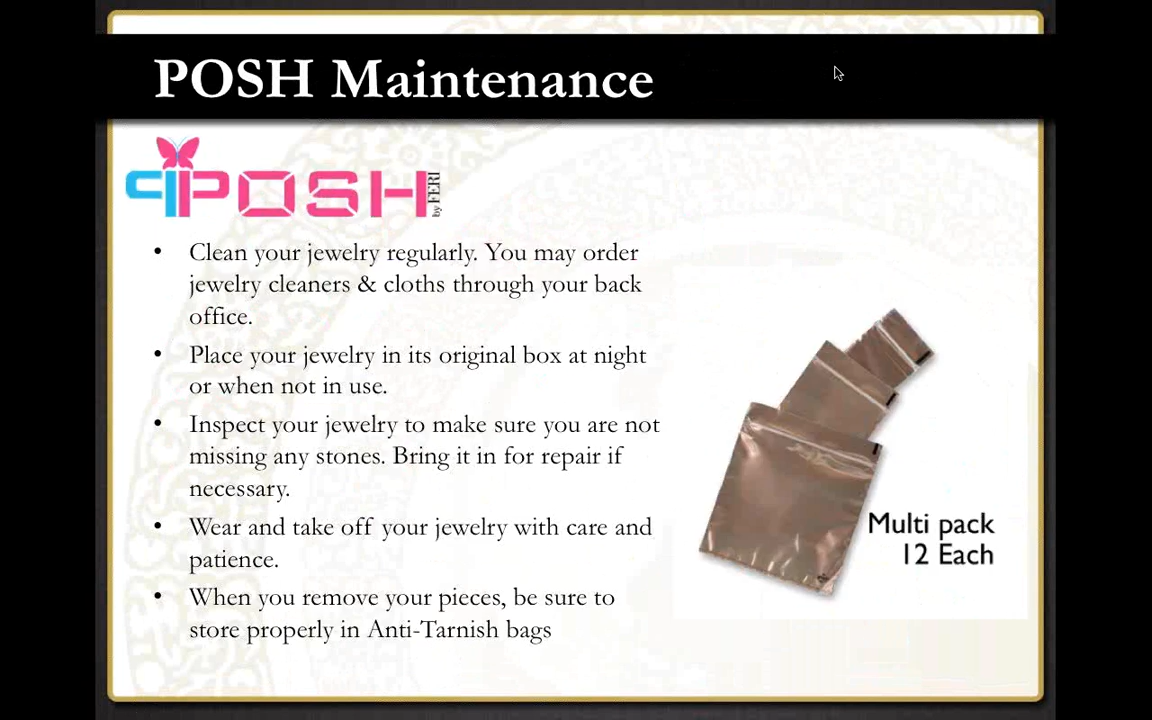 POSH Maintenance
POSH by FERI
• Clean your jewelry regularly. You may order
jewelry cleaners & cloths through your back
office.
• Place your jewelry in its original box at night
or when not in use.
• Inspect your jewelry to make sure you are not
missing any stones. Bring it in for repair if
necessary.
• Wear and take off your jewelry with care and
patience.
• When you remove your pieces, be sure to
store properly in Anti-Tarnish bags
Multi pack
12 Each